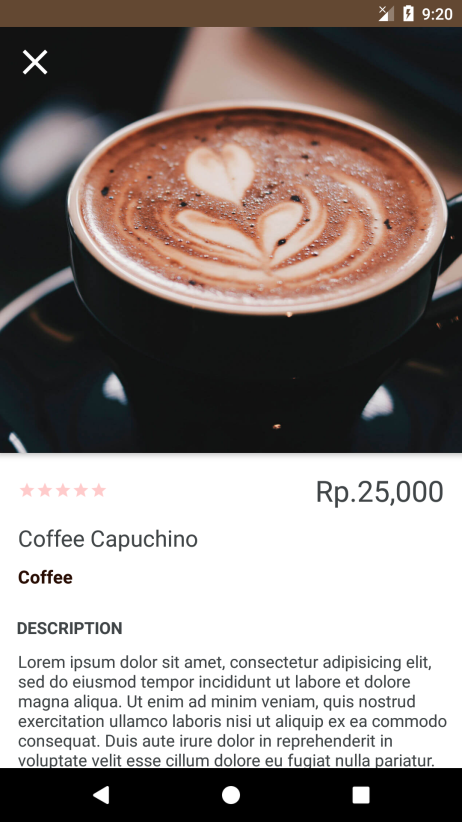 9:20
Rp.25,000
Coffee Capuchino
Coffee
DESCRIPTION
Lorem ipsum dolor sit amet, consectetur adipisicing elit,
sed do eiusmod tempor incididunt ut labore et dolore
magna aliqua. Ut enim ad minim veniam, quis nostrud
exercitation ullamco laboris nisi ut aliquip ex ea commodo
consequat. Duis aute irure dolor in reprehenderit in
voluptate velit esse cillum dolore eu fugiat nulla pariatur.